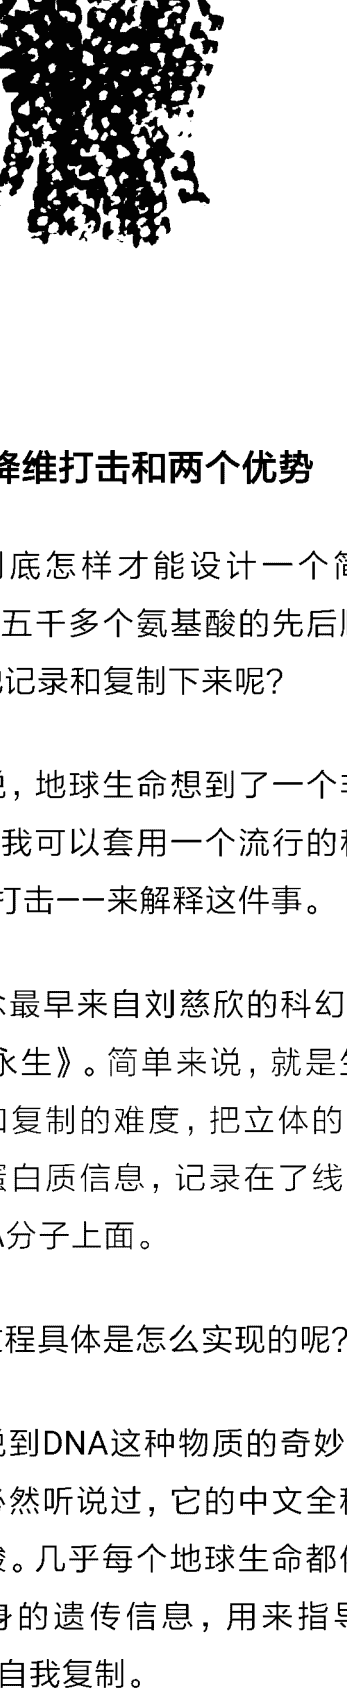 降维打击和两个优势
底怎样才能设计一个简
五千多个氨基酸的先后
记录和复制下来呢？
说，地球生命想到了一个
我可以套用一个流行的
打击——来解释这件事。
最早来自刘慈欣的科幻
永生》。简单来说，就是
复制的难度，把立体的
蛋白质信息，记录在了线
分子上面。
过程具体是怎么实现的呢？
说到DNA这种物质的奇妙
必然听说过，它的中文全称
酸。几乎每个地球生命都
身的遗传信息，用来指导
自我复制。